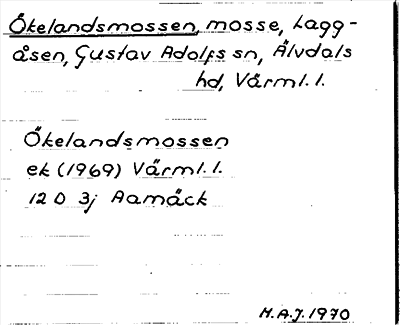 Ökelandsmossen, mosse, Lagg-
åsen, Gustav Adolfs sn, Älvdals
hd, Värml. l.
Ökelandsmossen
ek (1969) Värml. l.
12 D 3j Aamäck
H.A.J. 1970